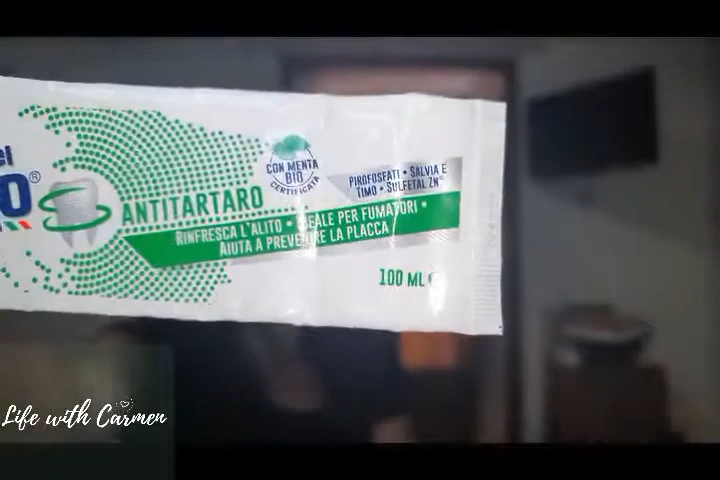 el
O®
ANTITARTARO
CON MENTA
BIO
CERTIFICATA
PIROFOSFATI • SALVIA E
TIMO • SULFETAL ZN
RINFRESCA L'ALITO • IDEALE PER FUMATORI •
AIUTA A PREVENIRE LA PLACCA
100 ML
Life with Carmen